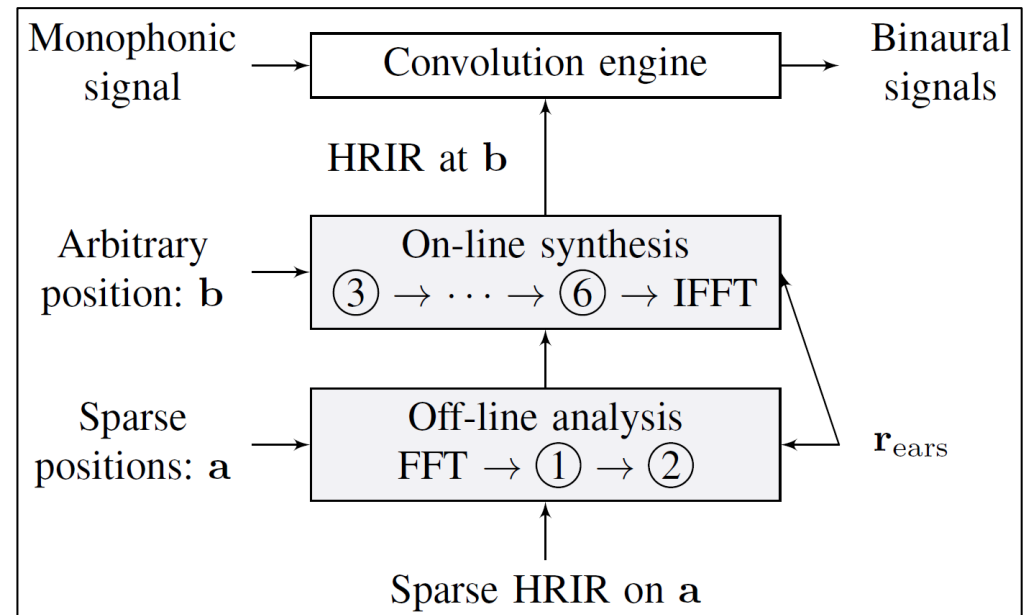 Monophonic
signal
Convolution engine
Binaural
signals
HRIR at b
Arbitrary
position: b
On-line synthesis
③ → ⋯ → ⑥ → IFFT
Sparse
positions: a
Off-line analysis
FFT → ① → ②
r_ears
Sparse HRIR on a